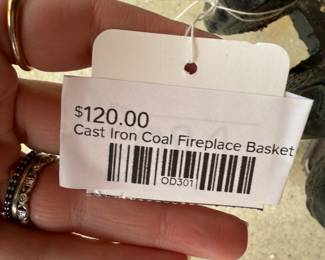 $120.00
Cast Iron Coal Fireplace Basket
OD301